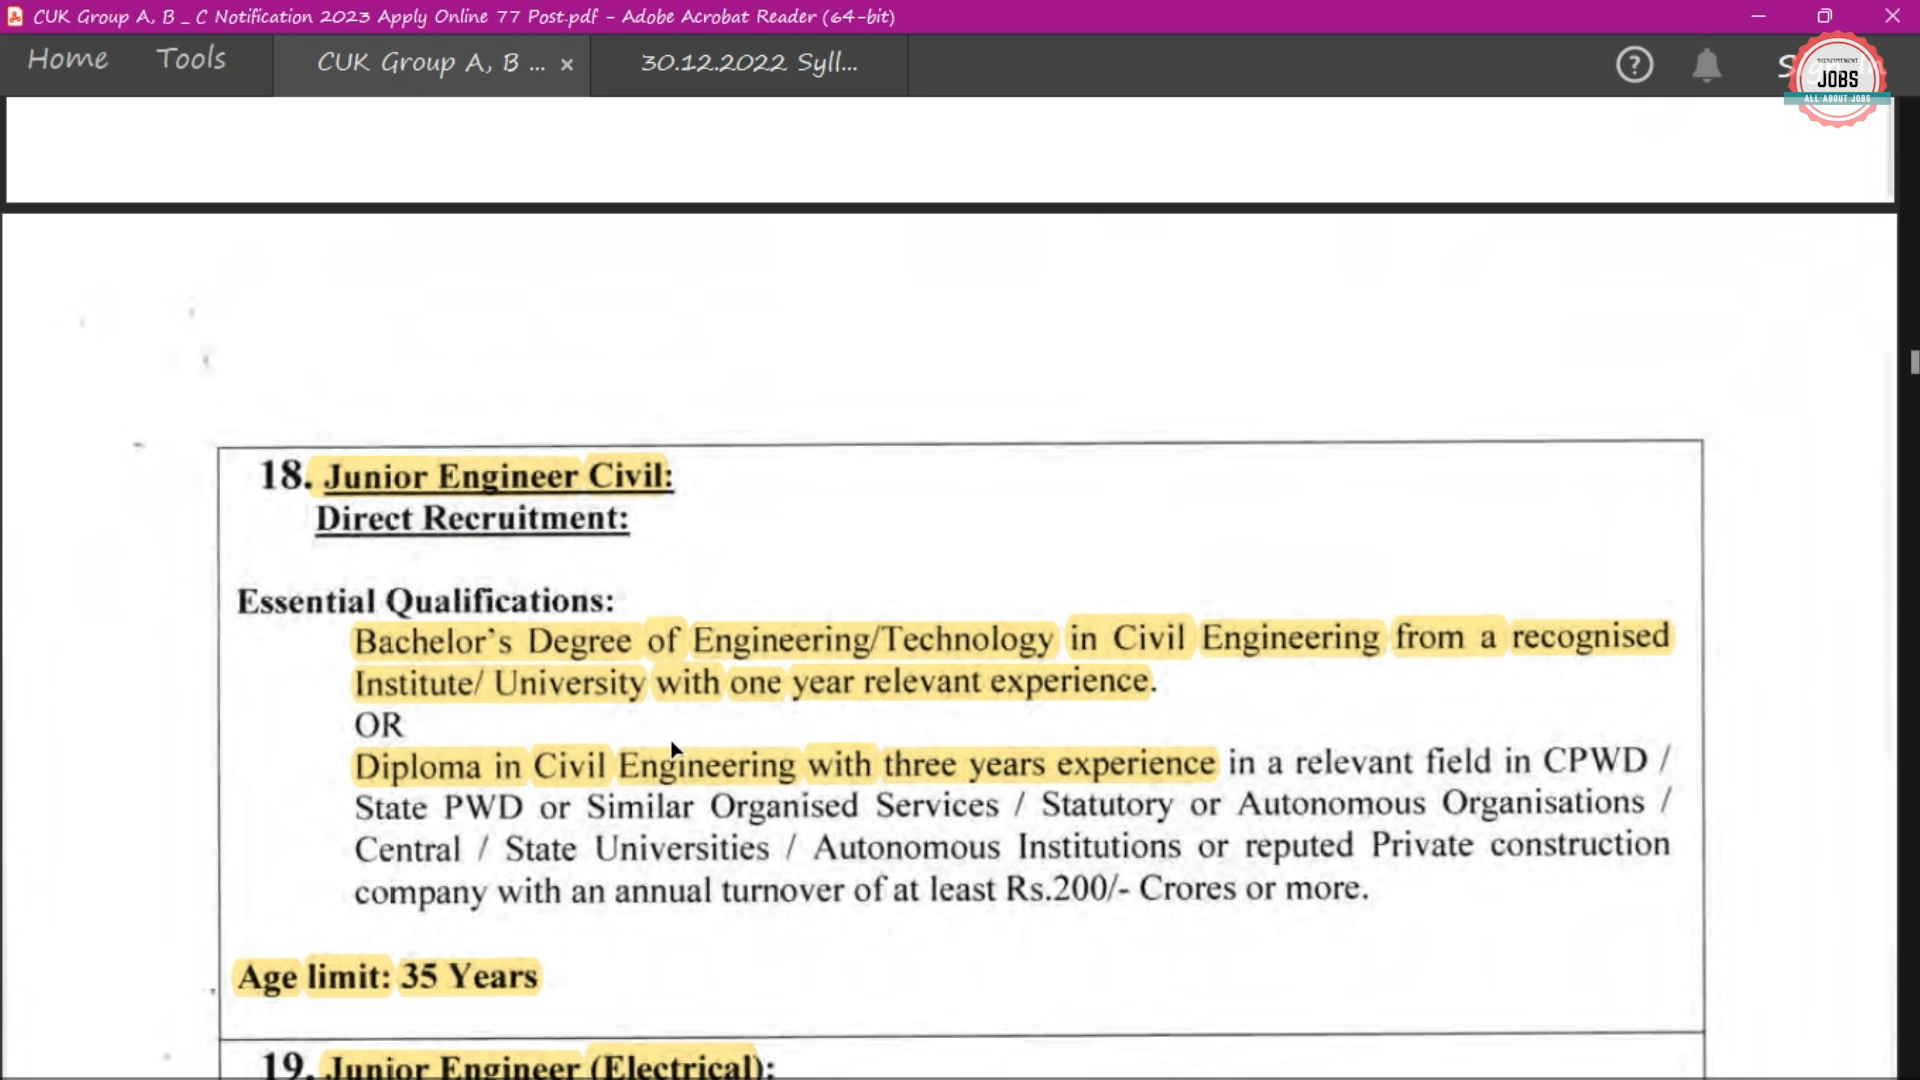 CUK Group A, B _ C Notification 2023 Apply Online 77 Post.pdf - Adobe Acrobat Reader (64-bit)
Home Tools CUK Group A, B ... × 30.12.2022 Syll...
RECRUITMENT
JOBS
ALL ABOUT JOBS
18. Junior Engineer Civil:
Direct Recruitment:
Essential Qualifications:
Bachelor's Degree of Engineering/Technology in Civil Engineering from a recognised
Institute/ University with one year relevant experience.
OR
Diploma in Civil Engineering with three years experience in a relevant field in CPWD /
State PWD or Similar Organised Services / Statutory or Autonomous Organisations /
Central / State Universities / Autonomous Institutions or reputed Private construction
company with an annual turnover of at least Rs.200/- Crores or more.
Age limit: 35 Years
19. Junior Engineer (Electrical):